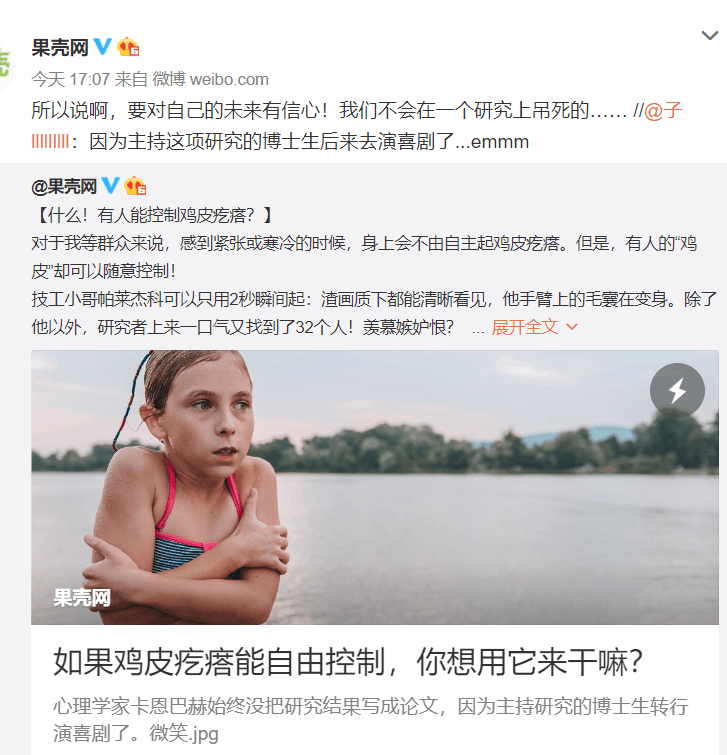 果壳网
今天 17:07 来自 微博 weibo.com
所以说啊，要对自己的未来有信心！我们不会在一个研究上吊死的…… //@子
lllllllll：因为主持这项研究的博士生后来去演喜剧了...emmm
@果壳网
【什么！有人能控制鸡皮疙瘩？】
对于我等群众来说，感到紧张或寒冷的时候，身上会不由自主起鸡皮疙瘩。但是，有人的“鸡
皮”却可以随意控制！
技工小哥帕莱杰科可以只用2秒瞬间起：渣画质下都能清晰看见，他手臂上的毛囊在变身。除了
他以外，研究者上来一口气又找到了32个人！羡慕嫉妒恨？ ... 展开全文
果壳网
如果鸡皮疙瘩能自由控制，你想用它来干嘛？
心理学家卡恩巴赫始终没把研究结果写成论文，因为主持研究的博士生转行
演喜剧了。微笑.jpg